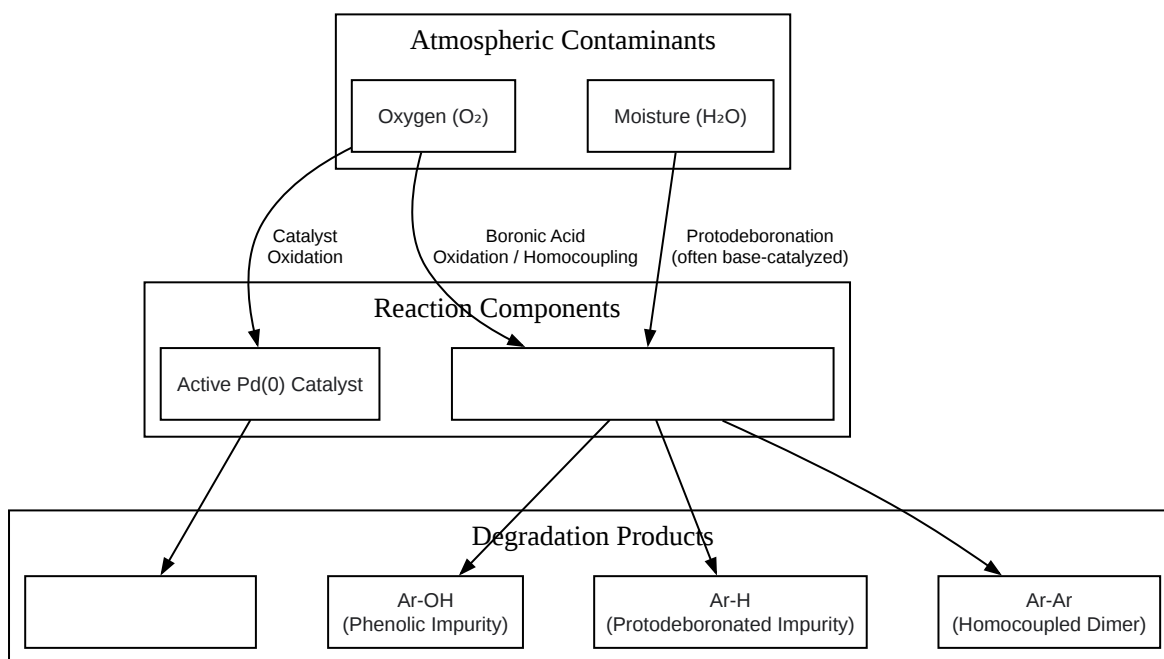 Atmospheric Contaminants
Oxygen (O₂)
Moisture (H₂O)
Catalyst
Oxidation
Boronic Acid
Oxidation / Homocoupling
Protodeboronation
(often base-catalyzed)
Reaction Components
Active Pd(0) Catalyst
Degradation Products
Ar-OH
(Phenolic Impurity)
Ar-H
(Protodeboronated Impurity)
Ar-Ar
(Homocoupled Dimer)